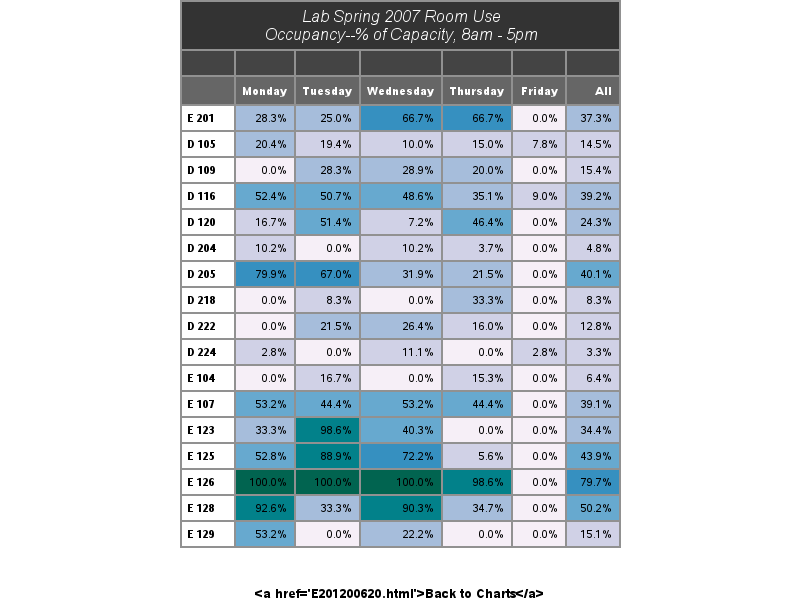 Lab Spring 2007 Room Use
Occupancy--% of Capacity, 8am - 5pm
Monday Tuesday Wednesday Thursday Friday All
E 201 28.3% 25.0% 66.7% 66.7% 0.0% 37.3%
D 105 20.4% 19.4% 10.0% 15.0% 7.8% 14.5%
D 109 0.0% 28.3% 28.9% 20.0% 0.0% 15.4%
D 116 52.4% 50.7% 48.6% 35.1% 9.0% 39.2%
D 120 16.7% 51.4% 7.2% 46.4% 0.0% 24.3%
D 204 10.2% 0.0% 10.2% 3.7% 0.0% 4.8%
D 205 79.9% 67.0% 31.9% 21.5% 0.0% 40.1%
D 218 0.0% 8.3% 0.0% 33.3% 0.0% 8.3%
D 222 0.0% 21.5% 26.4% 16.0% 0.0% 12.8%
D 224 2.8% 0.0% 11.1% 0.0% 2.8% 3.3%
E 104 0.0% 16.7% 0.0% 15.3% 0.0% 6.4%
E 107 53.2% 44.4% 53.2% 44.4% 0.0% 39.1%
E 123 33.3% 98.6% 40.3% 0.0% 0.0% 34.4%
E 125 52.8% 88.9% 72.2% 5.6% 0.0% 43.9%
E 126 100.0% 100.0% 100.0% 98.6% 0.0% 79.7%
E 128 92.6% 33.3% 90.3% 34.7% 0.0% 50.2%
E 129 53.2% 0.0% 22.2% 0.0% 0.0% 15.1%
<a href='E201200620.html'>Back to Charts</a>